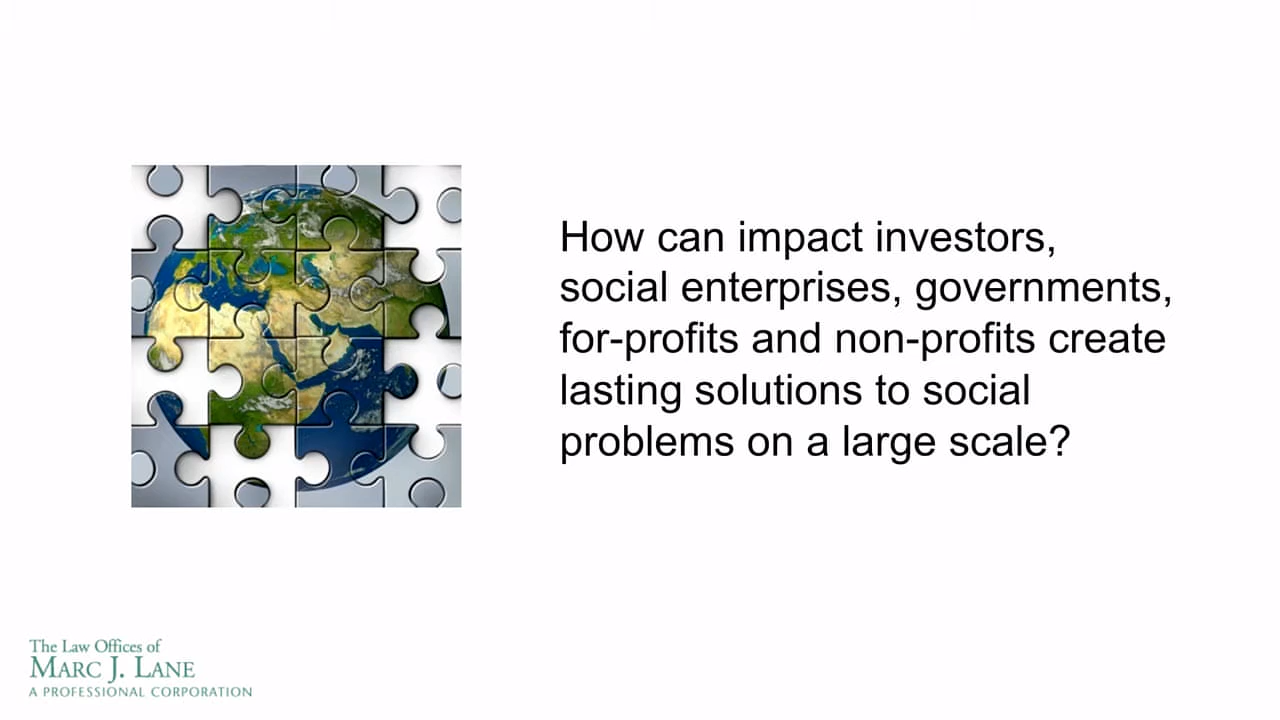 How can impact investors,
social enterprises, governments,
for-profits and non-profits create
lasting solutions to social
problems on a large scale?
The Law Offices of
MARC J. LANE
A PROFESSIONAL CORPORATION